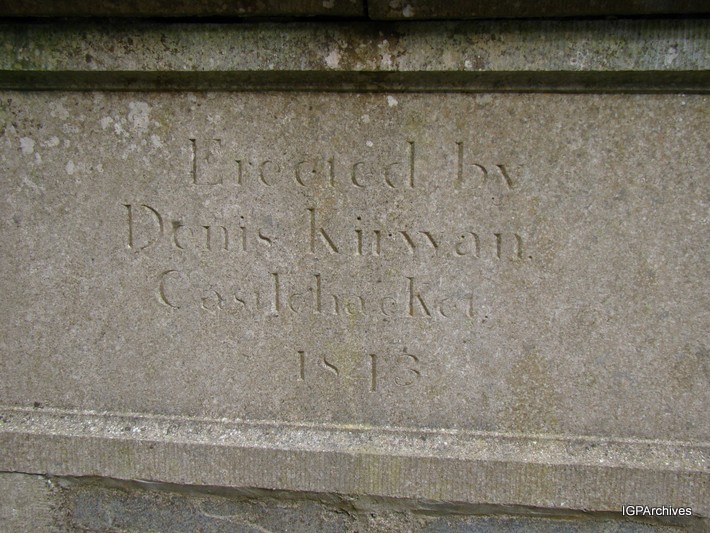 Erected by
Denis Kirwan.
Castlehacket.
1843
IGPArchives